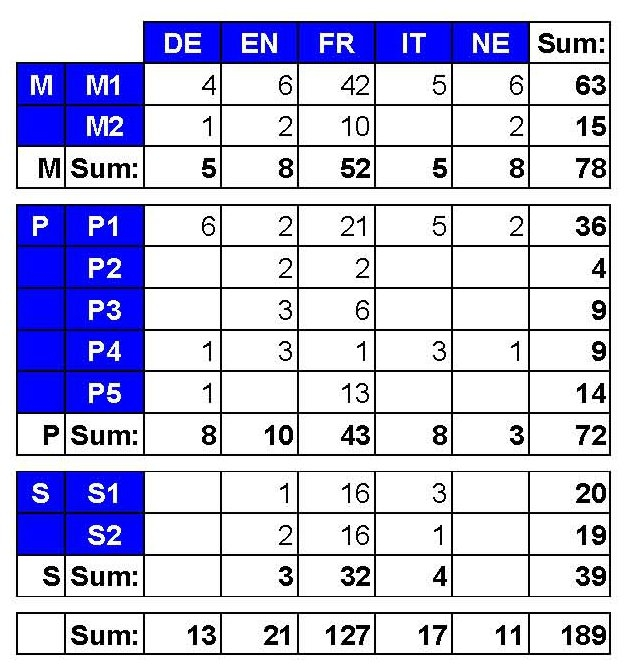 DE EN FR IT NE Sum:
M M1 4 6 42 5 6 63
M2 1 2 10 2 15
M Sum: 5 8 52 5 8 78
P P1 6 2 21 5 2 36
P2 2 2 4
P3 3 6 9
P4 1 3 1 3 1 9
P5 1 13 14
P Sum: 8 10 43 8 3 72
S S1 1 16 3 20
S2 2 16 1 19
S Sum: 3 32 4 39
Sum: 13 21 127 17 11 189